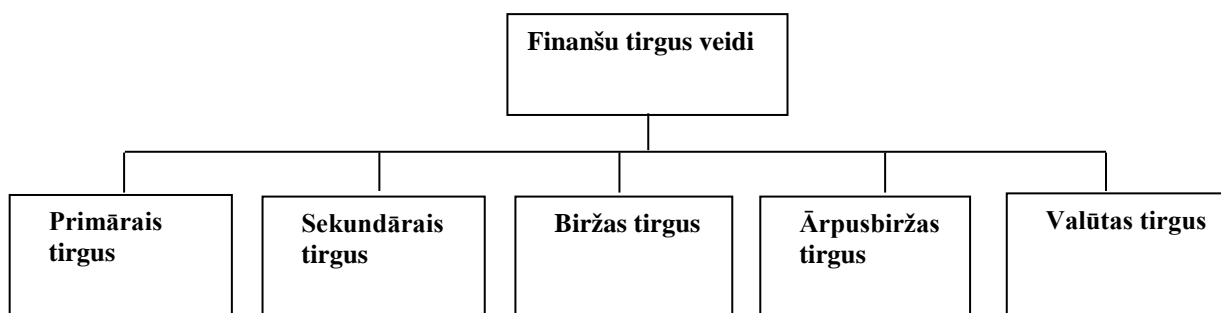 Finanšu tirgus veidi
Primārais
tirgus
Sekundārais
tirgus
Biržas tirgus
Ārpusbiržas
tirgus
Valūtas tirgus